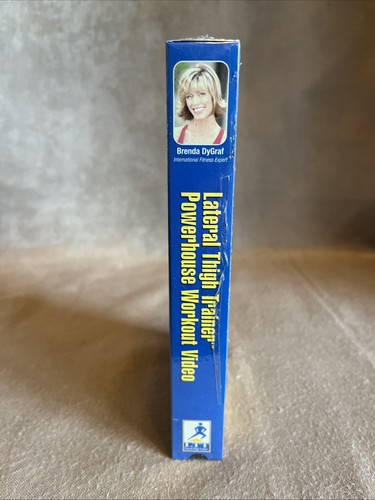 Brenda DyGraf
International Fitness Expert
Lateral Thigh Trainer™
Powerhouse Workout Video